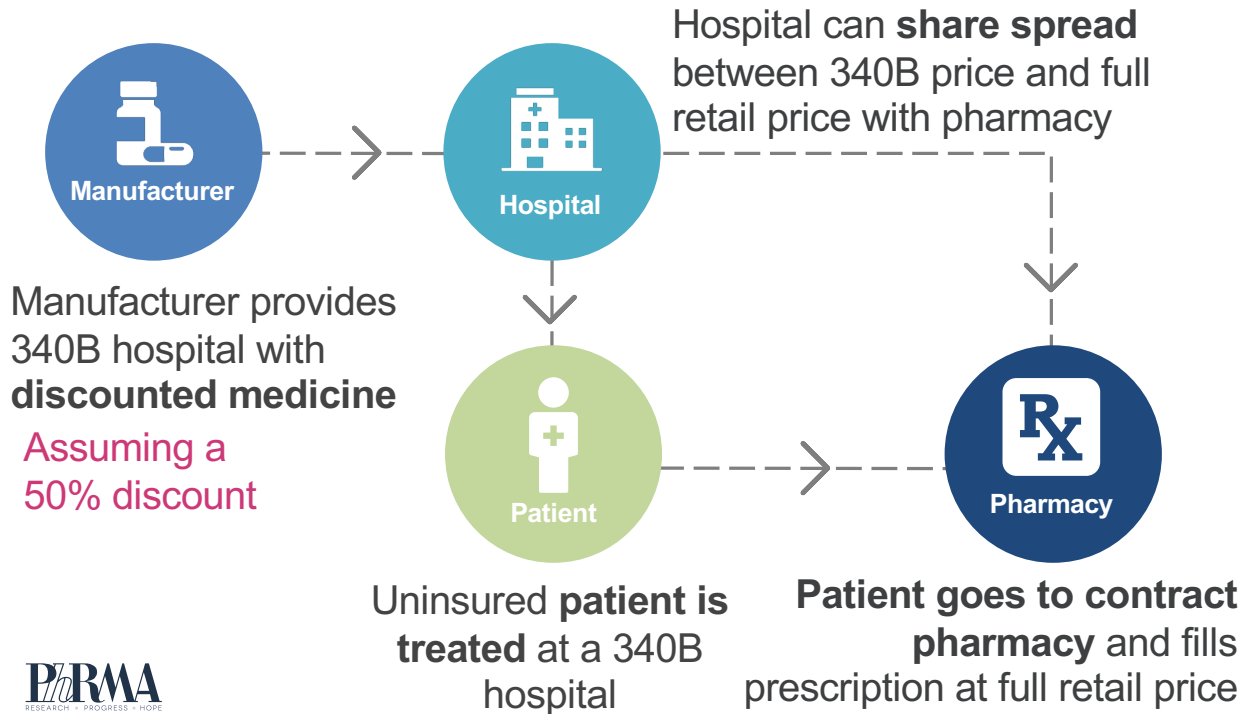 Manufacturer
Manufacturer provides
340B hospital with
discounted medicine
Assuming a
50% discount
Hospital
Hospital can share spread
between 340B price and full
retail price with pharmacy
Patient
Uninsured patient is
treated at a 340B
hospital
Rx
Pharmacy
Patient goes to contract
pharmacy and fills
prescription at full retail price
PhRMA
RESEARCH • PROGRESS • HOPE